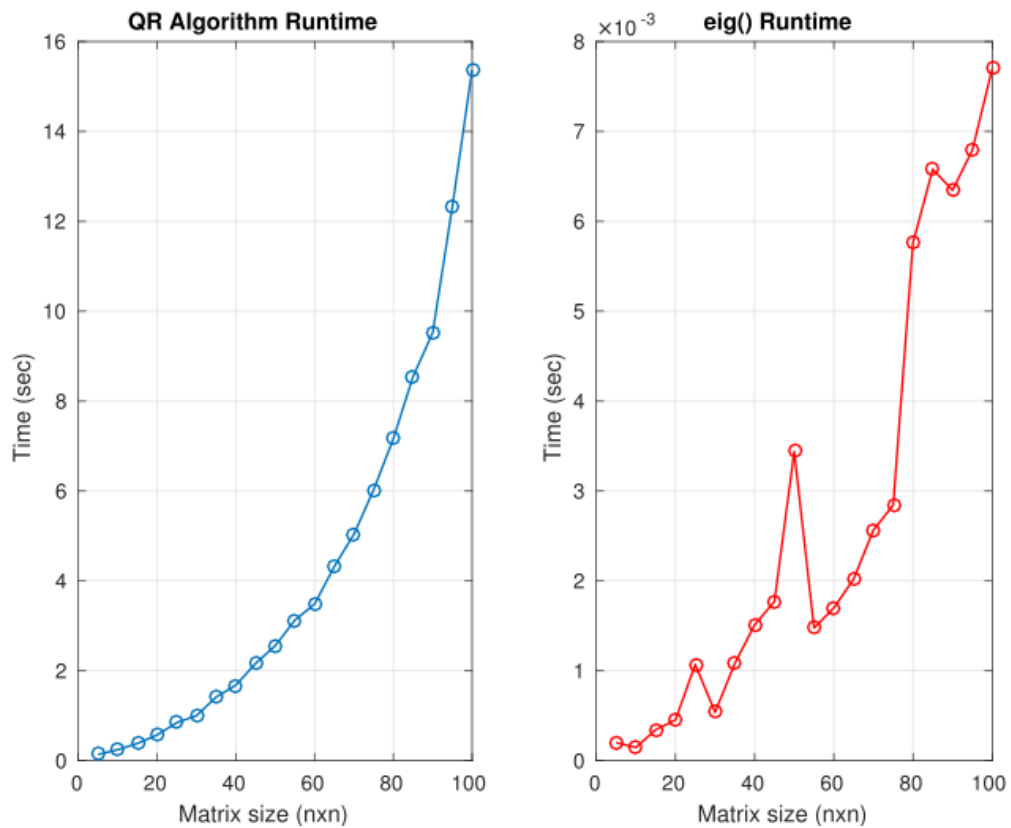 QR Algorithm Runtime
16
14
12
10
8
6
4
2
0
Time (sec)
0 20 40 60 80 100
Matrix size (nxn)
×10⁻³ eig() Runtime
8
7
6
5
4
3
2
1
0
Time (sec)
0 20 40 60 80 100
Matrix size (nxn)